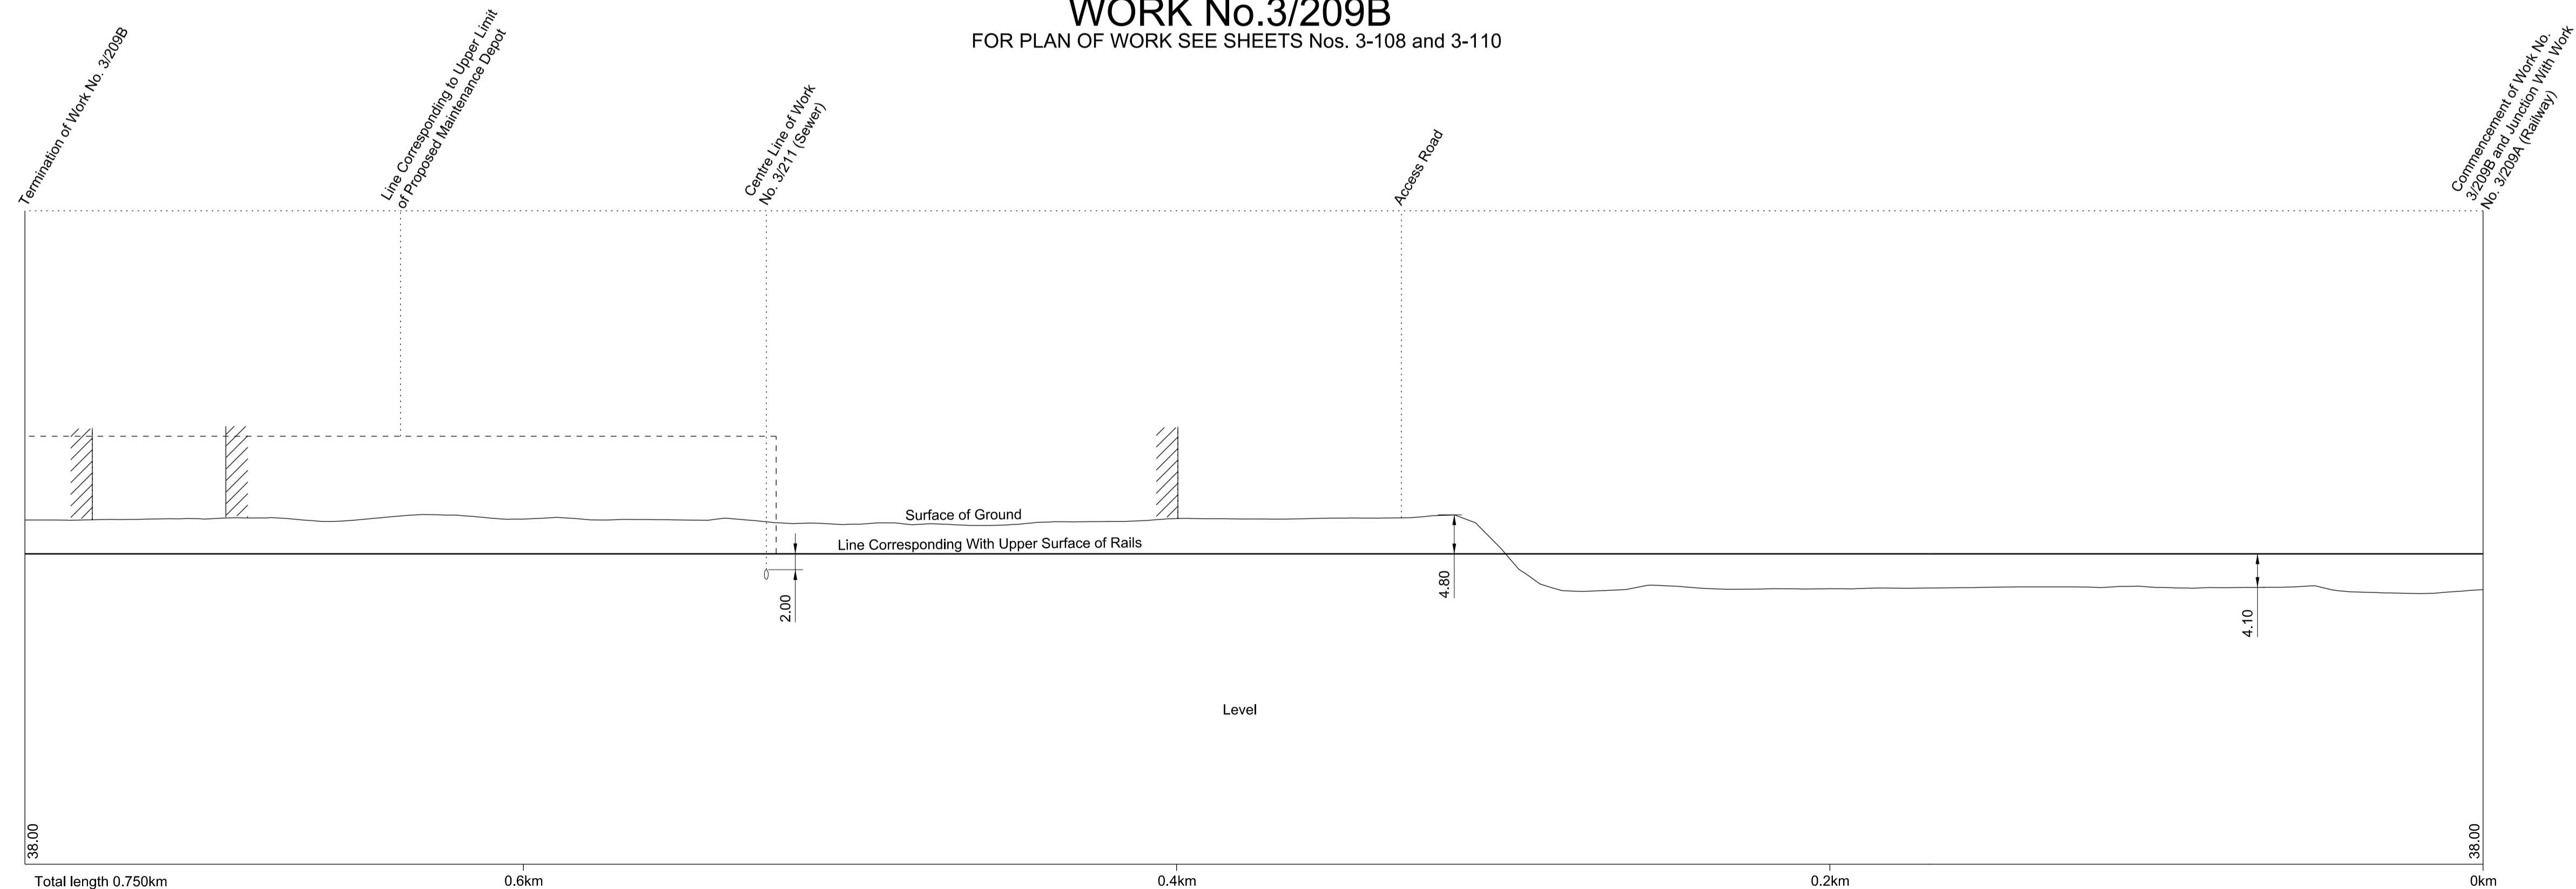 WORK No.3/209B
FOR PLAN OF WORK SEE SHEETS Nos. 3-108 and 3-110
Termination of Work No. 3/209B
Line Corresponding to Upper Limit
of Proposed Maintenance Depot
Centre Line of Work
No. 3/211 (Sewer)
Access Road
Commencement of Work No.
3/209B and Junction With Work
No. 3/209A (Railway)
Surface of Ground
Line Corresponding With Upper Surface of Rails
2.00
4.80
4.10
Level
38.00
38.00
Total length 0.750km
0.6km
0.4km
0.2km
0km